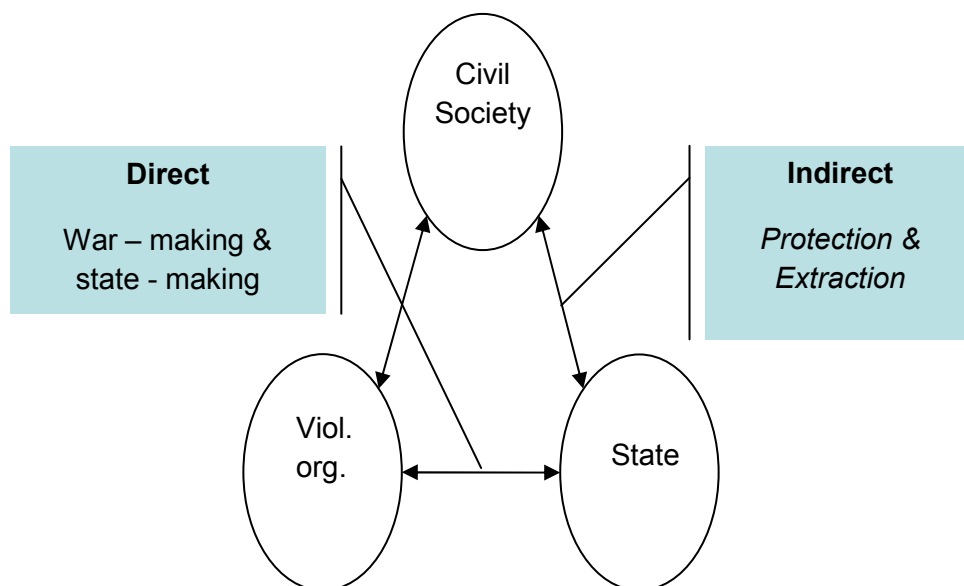 Civil
Society
Direct
War – making &
state - making
Indirect
Protection &
Extraction
Viol.
org.
State